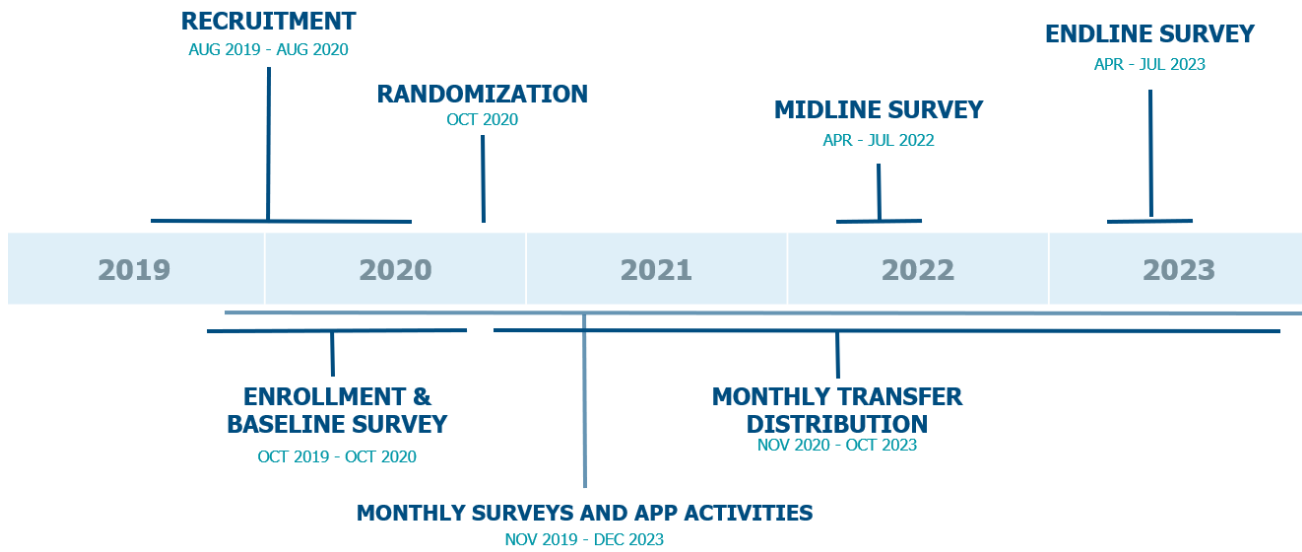 RECRUITMENT
AUG 2019 - AUG 2020
RANDOMIZATION
OCT 2020
MIDLINE SURVEY
APR - JUL 2022
ENDLINE SURVEY
APR - JUL 2023
2019
2020
2021
2022
2023
ENROLLMENT &
BASELINE SURVEY
OCT 2019 - OCT 2020
MONTHLY TRANSFER
DISTRIBUTION
NOV 2020 - OCT 2023
MONTHLY SURVEYS AND APP ACTIVITIES
NOV 2019 - DEC 2023